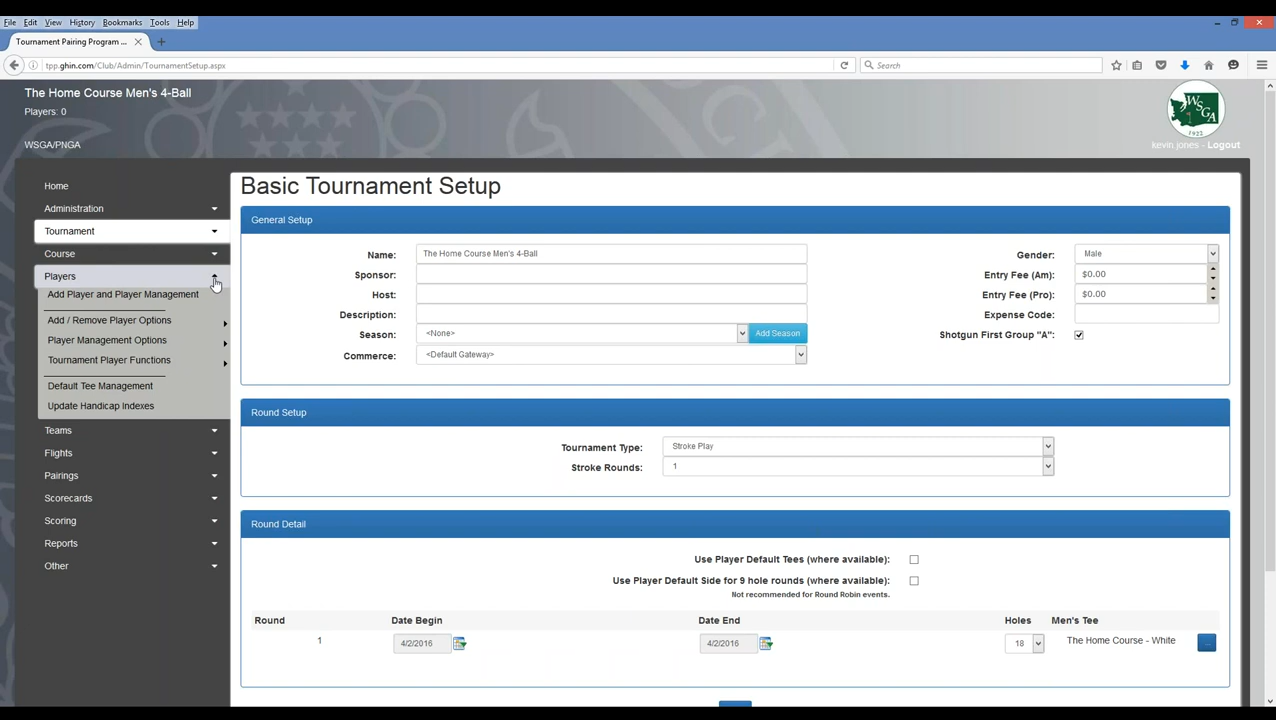 File Edit View History Bookmarks Tools Help
Tournament Pairing Program ...
tpp.ghin.com/Club/Admin/TournamentSetup.aspx
Search
The Home Course Men's 4-Ball
Players: 0
WSGA
1922
WSGA/PNGA
kevin jones - Logout
Home
Administration
Tournament
Course
Players
Add Player and Player Management
Add / Remove Player Options
Player Management Options
Tournament Player Functions
Default Tee Management
Update Handicap Indexes
Teams
Flights
Pairings
Scorecards
Scoring
Reports
Other
Basic Tournament Setup
General Setup
Name: The Home Course Men's 4-Ball
Gender: Male
Sponsor:
Entry Fee (Am): $0.00
Host:
Entry Fee (Pro): $0.00
Description:
Expense Code:
Season: <None> Add Season
Shotgun First Group "A":
Commerce: <Default Gateway>
Round Setup
Tournament Type: Stroke Play
Stroke Rounds: 1
Round Detail
Use Player Default Tees (where available):
Use Player Default Side for 9 hole rounds (where available):
Not recommended for Round Robin events.
Round Date Begin Date End Holes Men's Tee
1 4/2/2016 4/2/2016 18 The Home Course - White